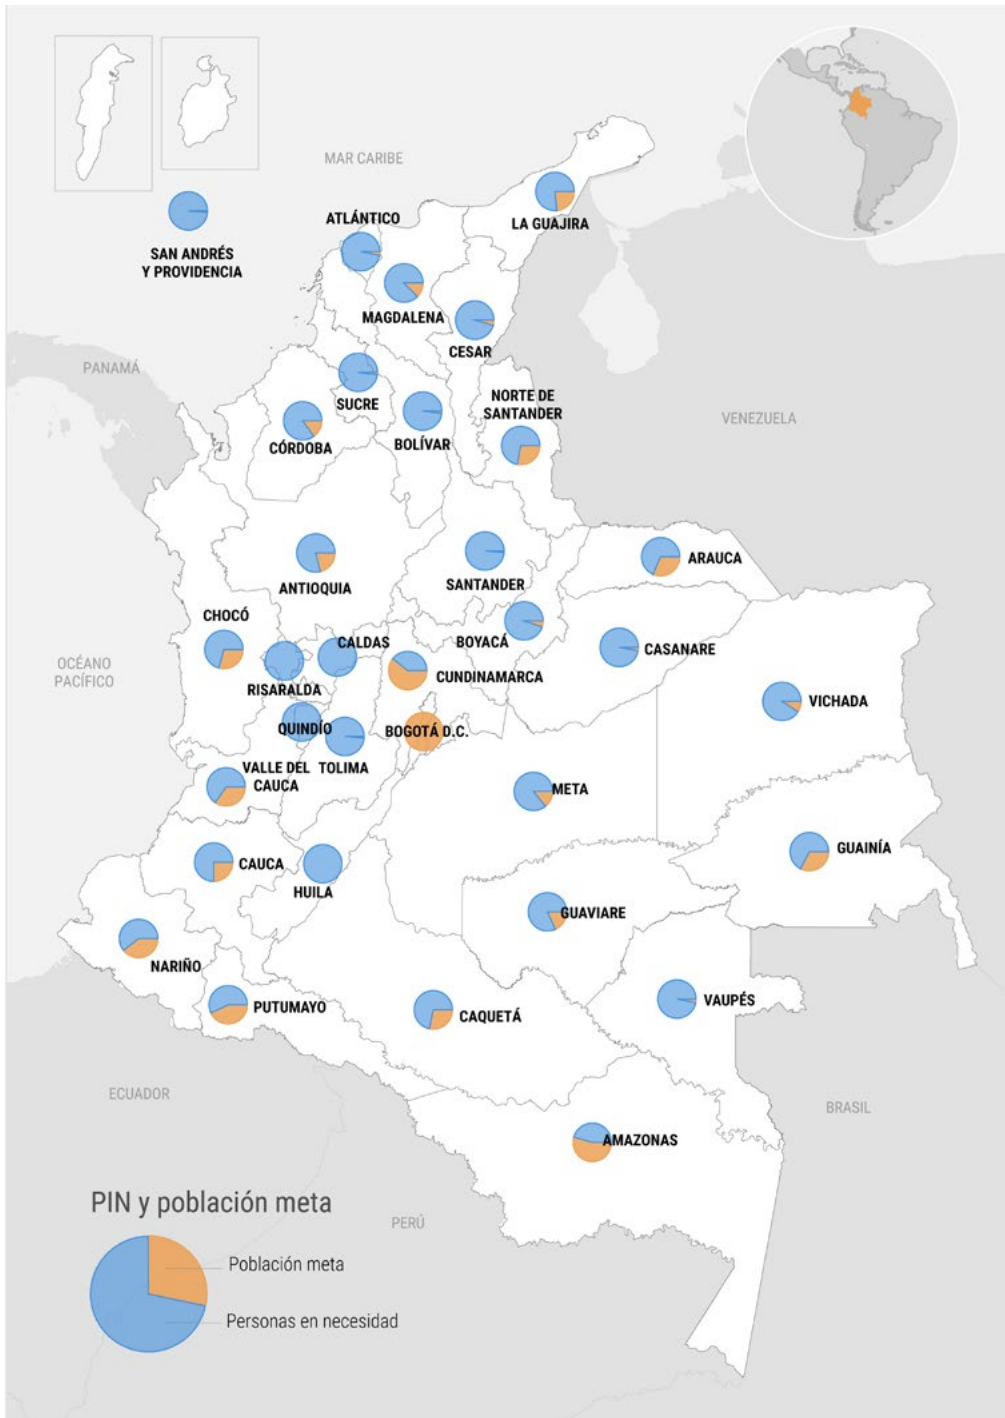 MAR CARIBE
LA GUAJIRA
ATLÁNTICO
SAN ANDRÉS
Y PROVIDENCIA
MAGDALENA
CESAR
PANAMÁ
SUCRE
NORTE DE
SANTANDER
VENEZUELA
CÓRDOBA
BOLÍVAR
ANTIOQUIA
SANTANDER
ARAUCA
CHOCÓ
CALDAS
BOYACÁ
CASANARE
OCÉANO
PACÍFICO
RISARALDA
CUNDINAMARCA
VICHADA
QUINDÍO
BOGOTÁ D.C.
TOLIMA
VALLE DEL
CAUCA
META
CAUCA
HUILA
GUAINÍA
GUAVIARE
NARIÑO
PUTUMAYO
CAQUETÁ
VAUPÉS
ECUADOR
BRASIL
AMAZONAS
PERÚ
PIN y población meta
Población meta
Personas en necesidad